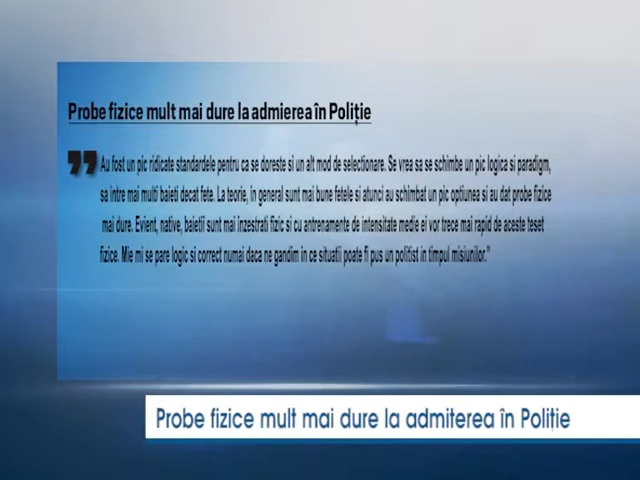 Probe fizice mult mai dure la admierea în Poliție
❞ Au fost un pic ridicate standardele pentru ca se doreste si un alt mod de selectionare. Se vrea sa se schimbe un pic logica si paradigm,
sa intre mai multi baieti decat fete. La teorie, in general sunt mai bune fetele si atunci au schimbat un pic optiunea si au dat probe fizice
mai dure. Evient, native, baietii sunt mai inzestrati fizic si cu antrenamente de intensitate medie ei vor trece mai rapid de aceste teset
fizice. Mie mi se pare logic si correct numai daca ne gandim in ce situatii poate fi pus un politist in timpul misiunilor."
Probe fizice mult mai dure la admiterea în Poliție